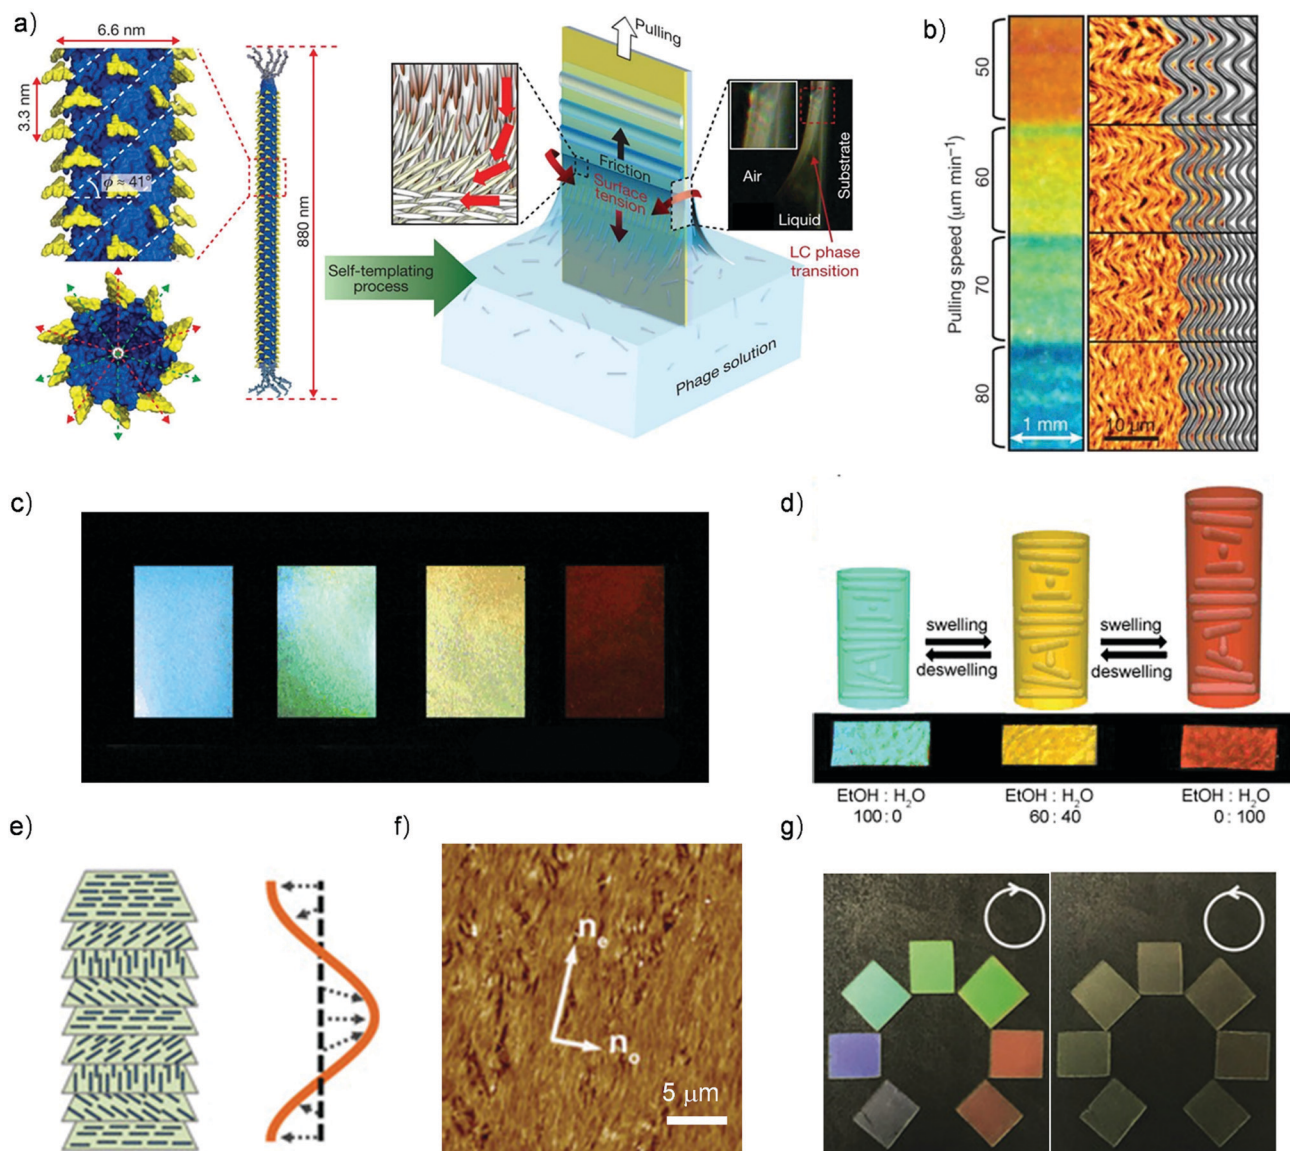 a)
6.6 nm
3.3 nm
ϕ ≈ 41°
880 nm
Self-templating
process
Pulling
Friction
Surface
tension
Phage solution
Air
Liquid
Substrate
LC phase
transition
b)
Pulling speed (μm min⁻¹)
50
60
70
80
1 mm
10 μm
c)
d)
swelling
deswelling
swelling
deswelling
EtOH : H₂O
100 : 0
EtOH : H₂O
60 : 40
EtOH : H₂O
0 : 100
e)
f)
nₑ
nₒ
5 μm
g)